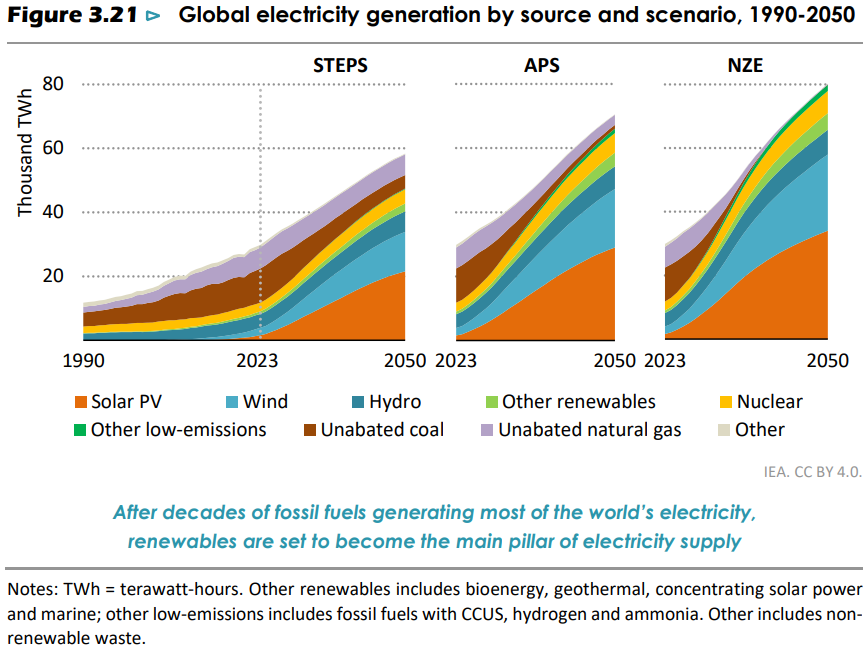 Figure 3.21 ⊳ Global electricity generation by source and scenario, 1990-2050
STEPS APS NZE
Thousand TWh
80
60
40
20
1990 2023 2050 2023 2050 2023 2050
Solar PV Wind Hydro Other renewables Nuclear
Other low-emissions Unabated coal Unabated natural gas Other
IEA. CC BY 4.0.
After decades of fossil fuels generating most of the world's electricity,
renewables are set to become the main pillar of electricity supply
Notes: TWh = terawatt-hours. Other renewables includes bioenergy, geothermal, concentrating solar power
and marine; other low-emissions includes fossil fuels with CCUS, hydrogen and ammonia. Other includes non-
renewable waste.